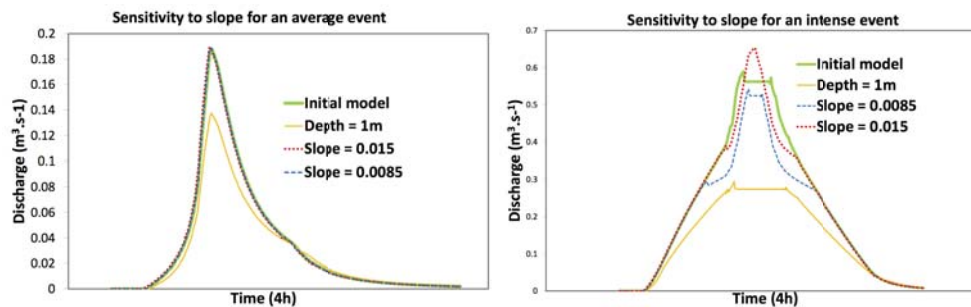 Sensitivity to slope for an average event
0.2
0.18
0.16
0.14
0.12
0.1
0.08
0.06
0.04
0.02
0
Discharge (m³.s-1)
Time (4h)
Initial model
Depth = 1m
Slope = 0.015
Slope = 0.0085
Sensitivity to slope for an intense event
0.7
0.6
0.5
0.4
0.3
0.2
0.1
0
Discharge (m³.s-1)
Time (4h)
Initial model
Depth = 1m
Slope = 0.0085
Slope = 0.015